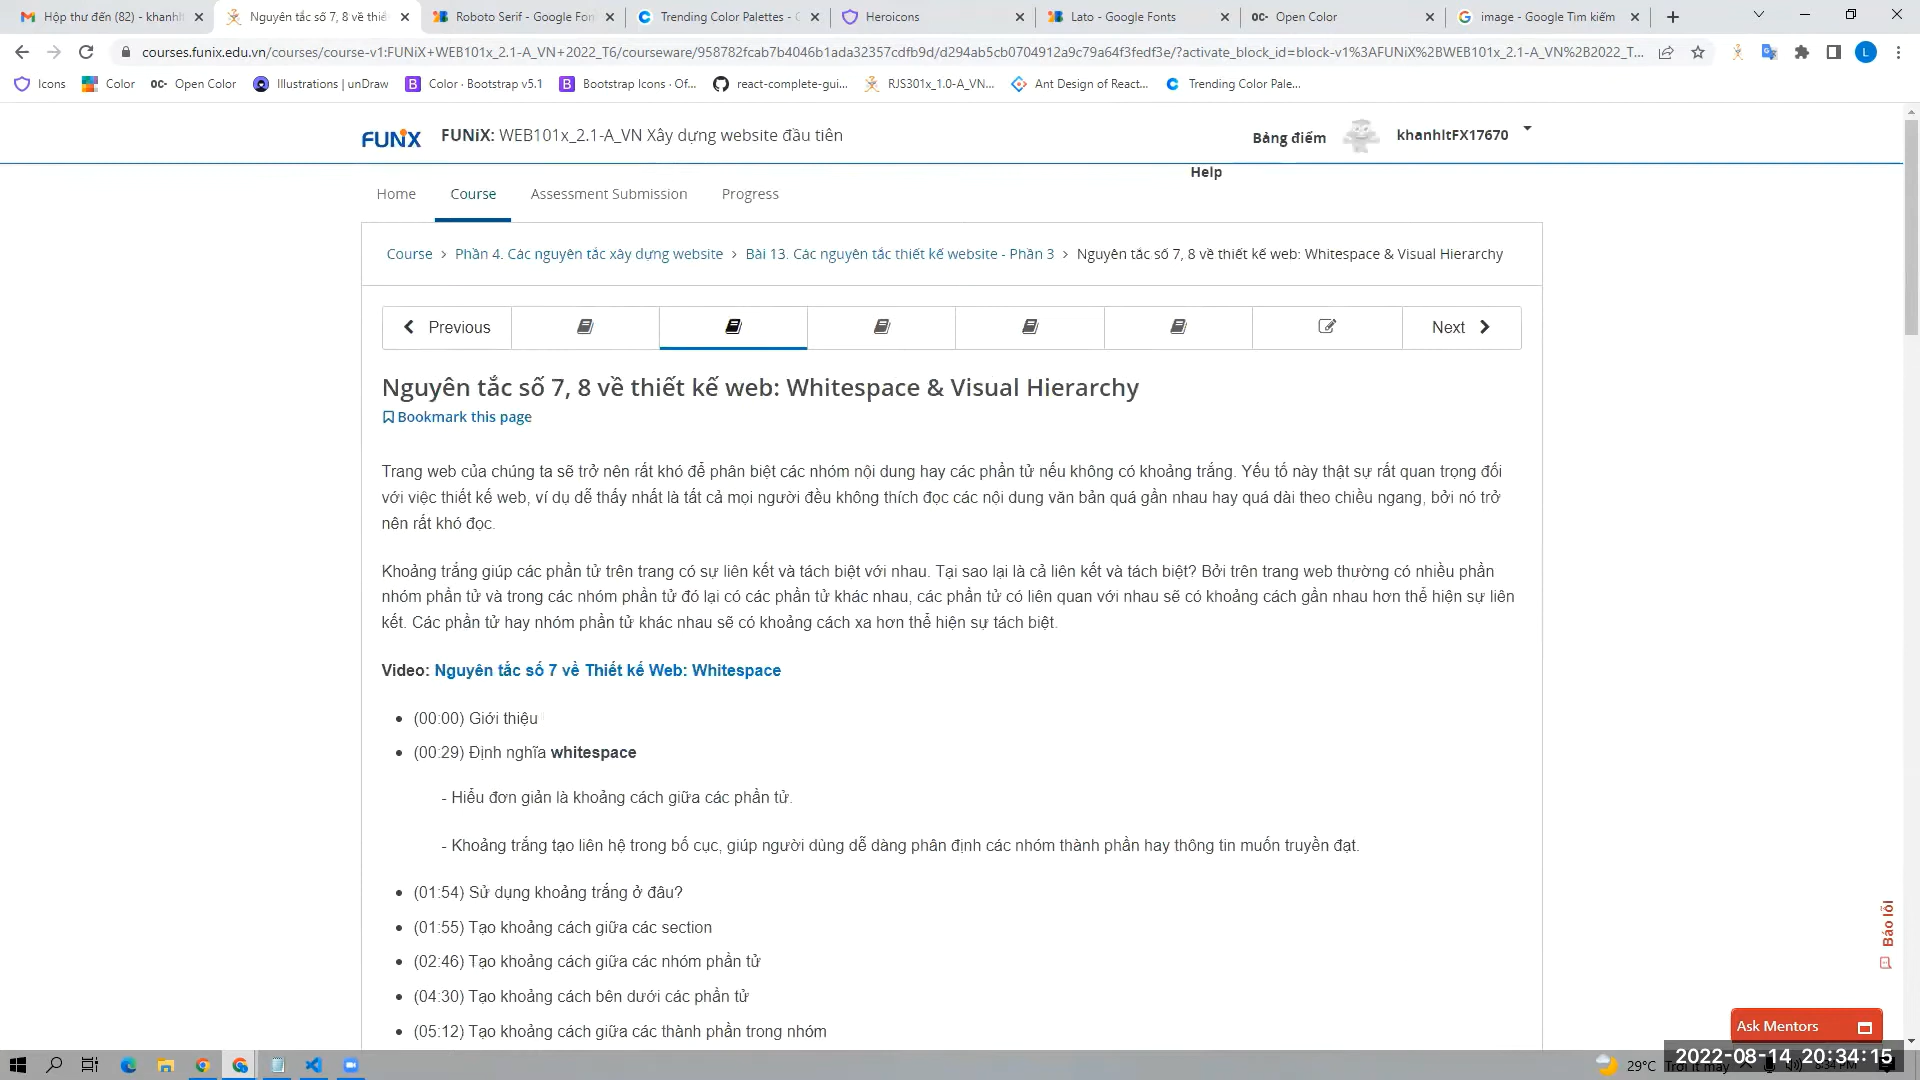 Hộp thư đến (82) - khanhlt
Nguyên tắc số 7, 8 về thiết
Roboto Serif - Google Fon
Trending Color Palettes - C
Heroicons
Lato - Google Fonts
Open Color
image - Google Tìm kiếm
courses.funix.edu.vn/courses/course-v1:FUNiX+WEB101x_2.1-A_VN+2022_T6/courseware/958782fcab7b4046b1ada32357cdfb9d/d294ab5cb0704912a9c79a64f3fedf3e/?activate_block_id=block-v1%3AFUNiX%2BWEB101x_2.1-A_VN%2B2022_T...
L
Icons
Color
Open Color
Illustrations | unDraw
Color · Bootstrap v5.1
Bootstrap Icons · Of...
react-complete-gui...
RJS301x_1.0-A_VN...
Ant Design of React...
Trending Color Pale...
FUNiX
FUNiX: WEB101x_2.1-A_VN Xây dựng website đầu tiên
Bảng điểm
khanhltFX17670
Help
Home
Course
Assessment Submission
Progress
Course > Phần 4. Các nguyên tắc xây dựng website > Bài 13. Các nguyên tắc thiết kế website - Phần 3 > Nguyên tắc số 7, 8 về thiết kế web: Whitespace & Visual Hierarchy
Previous
Next
Nguyên tắc số 7, 8 về thiết kế web: Whitespace & Visual Hierarchy
Bookmark this page
Trang web của chúng ta sẽ trở nên rất khó để phân biệt các nhóm nội dung hay các phần tử nếu không có khoảng trắng. Yếu tố này thật sự rất quan trọng đối
với việc thiết kế web, ví dụ dễ thấy nhất là tất cả mọi người đều không thích đọc các nội dung văn bản quá gần nhau hay quá dài theo chiều ngang, bởi nó trở
nên rất khó đọc.
Khoảng trắng giúp các phần tử trên trang có sự liên kết và tách biệt với nhau. Tại sao lại là cả liên kết và tách biệt? Bởi trên trang web thường có nhiều phần
nhóm phần tử và trong các nhóm phần tử đó lại có các phần tử khác nhau, các phần tử có liên quan với nhau sẽ có khoảng cách gần nhau hơn thể hiện sự liên
kết. Các phần tử hay nhóm phần tử khác nhau sẽ có khoảng cách xa hơn thể hiện sự tách biệt.
Video: Nguyên tắc số 7 về Thiết kế Web: Whitespace
• (00:00) Giới thiệu
• (00:29) Định nghĩa whitespace
- Hiểu đơn giản là khoảng cách giữa các phần tử.
- Khoảng trắng tạo liên hệ trong bố cục, giúp người dùng dễ dàng phân định các nhóm thành phần hay thông tin muốn truyền đạt.
• (01:54) Sử dụng khoảng trắng ở đâu?
• (01:55) Tạo khoảng cách giữa các section
• (02:46) Tạo khoảng cách giữa các nhóm phần tử
• (04:30) Tạo khoảng cách bên dưới các phần tử
• (05:12) Tạo khoảng cách giữa các thành phần trong nhóm
Báo lỗi
Ask Mentors
29°C
2022-08-14 20:34:15